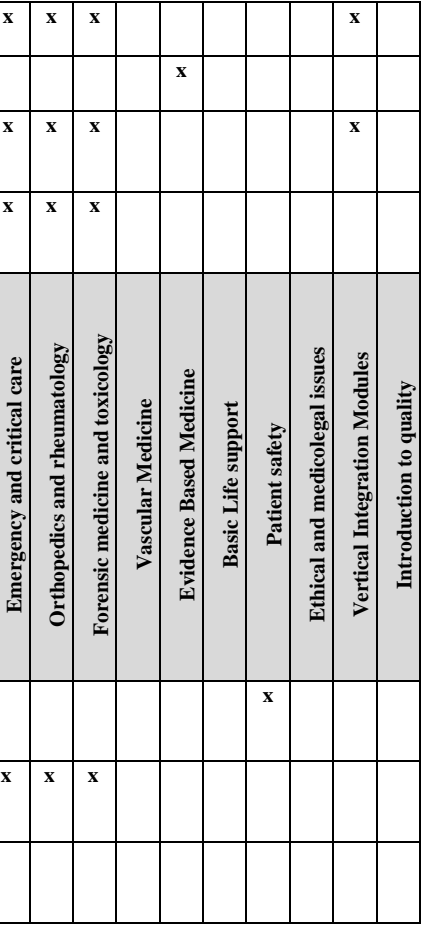 x x x x
x
x x x x
x x x
Emergency and critical care
Orthopedics and rheumatology
Forensic medicine and toxicology
Vascular Medicine
Evidence Based Medicine
Basic Life support
Patient safety
Ethical and medicolegal issues
Vertical Integration Modules
Introduction to quality
x
x x x